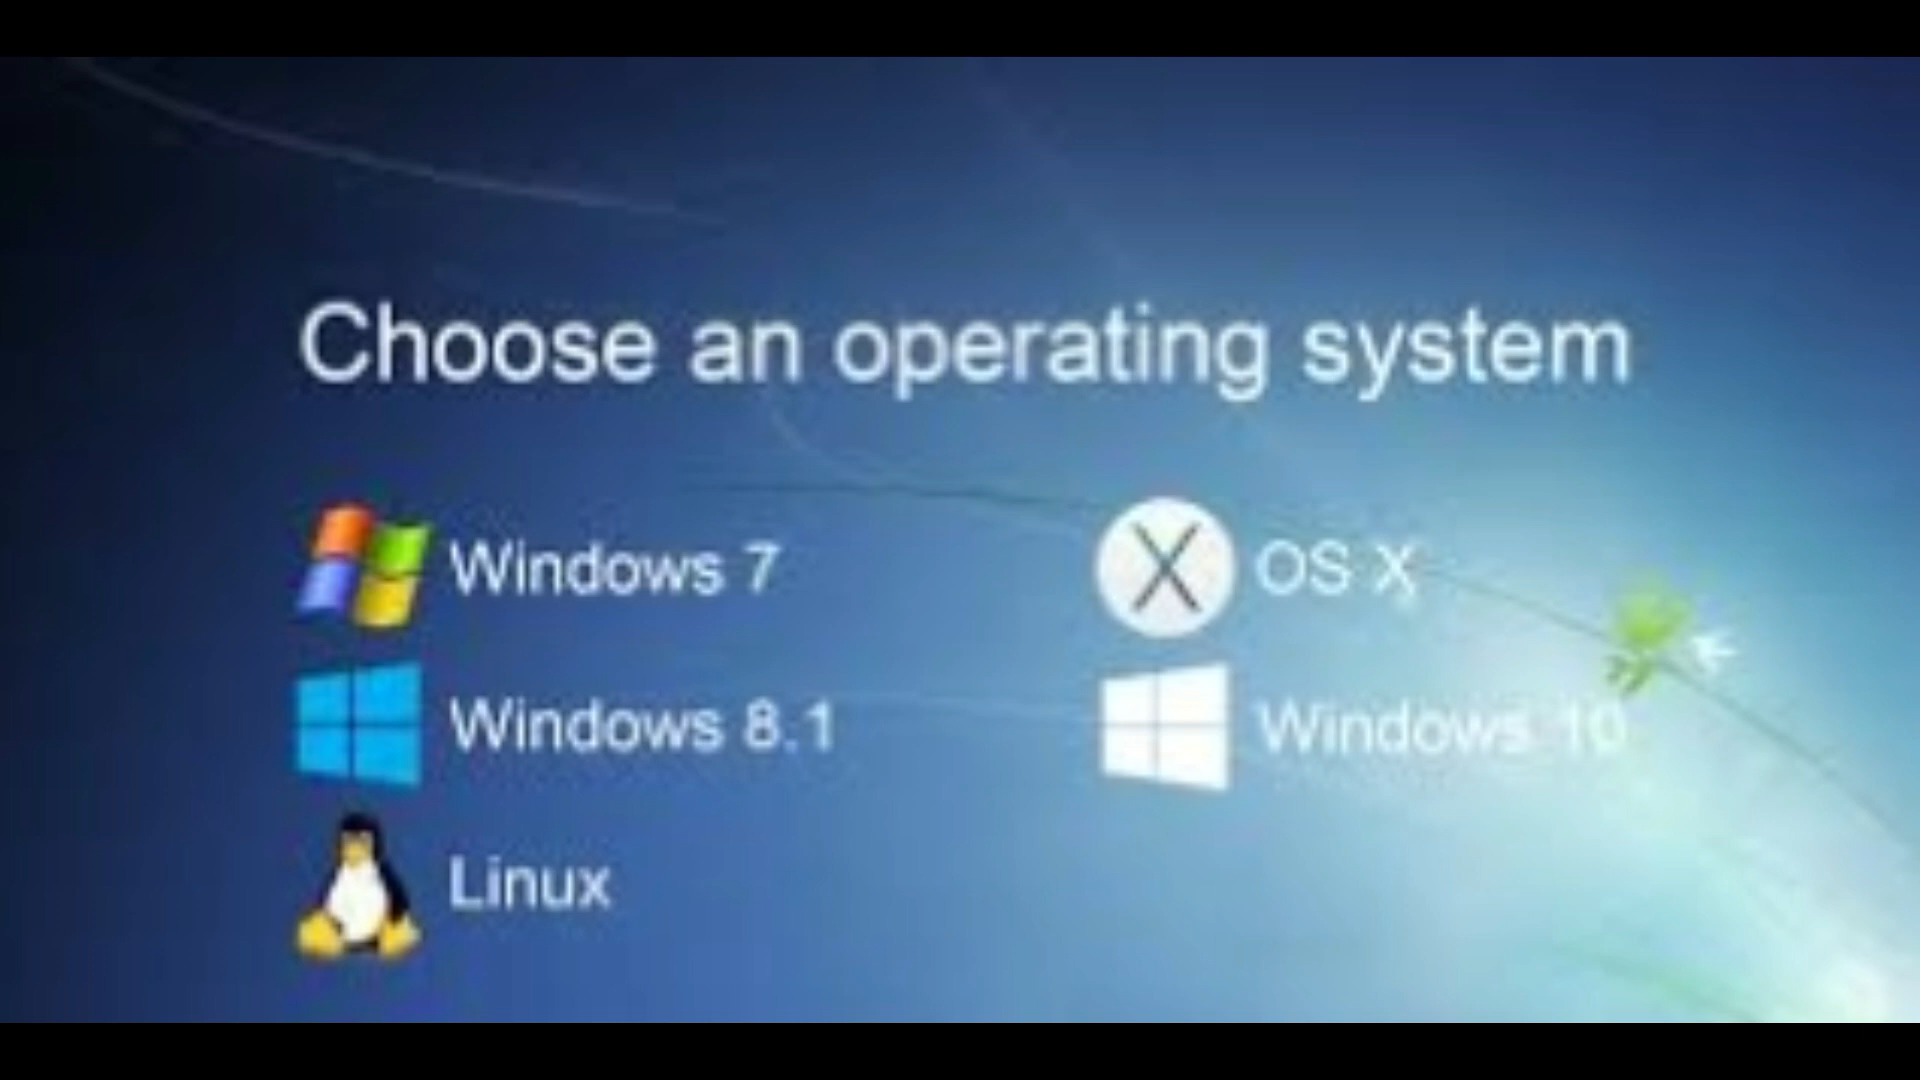 Choose an operating system
Windows 7
OS X
Windows 8.1
Windows 10
Linux